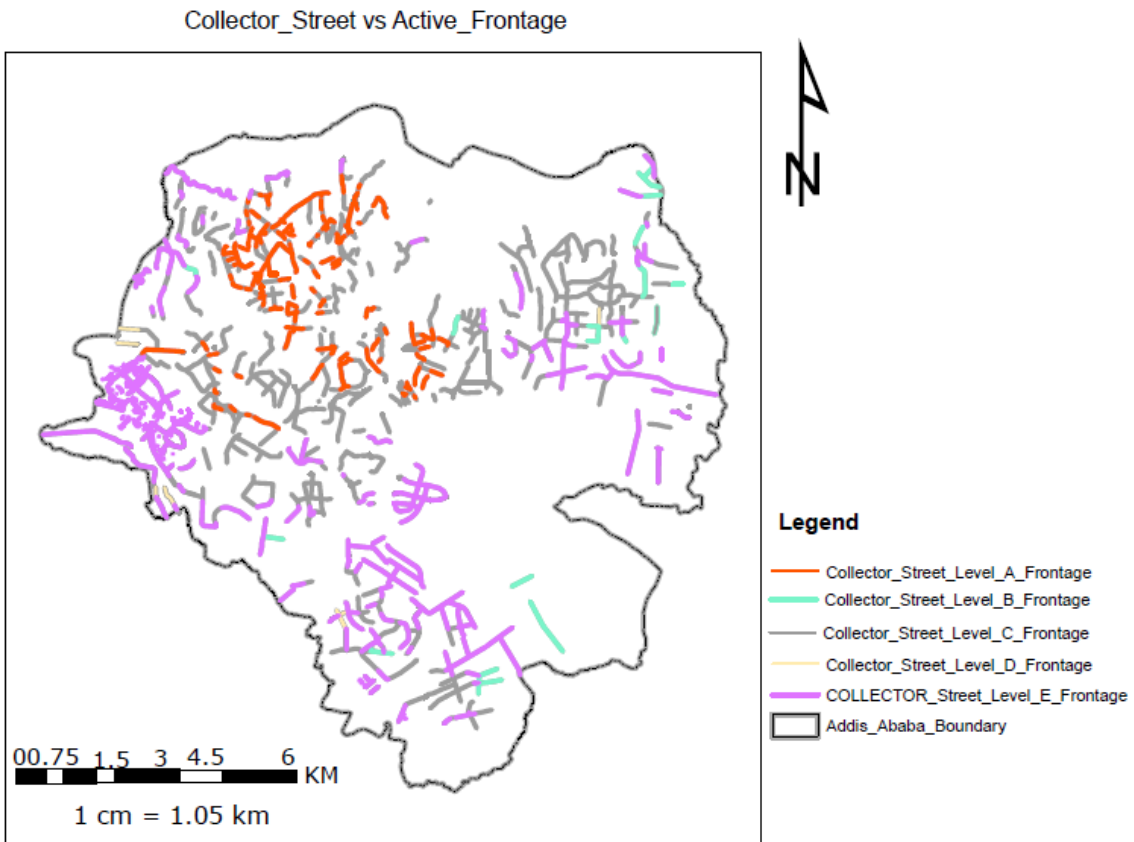 Collector_Street vs Active_Frontage
N
Legend
Collector_Street_Level_A_Frontage
Collector_Street_Level_B_Frontage
Collector_Street_Level_C_Frontage
Collector_Street_Level_D_Frontage
COLLECTOR_Street_Level_E_Frontage
Addis_Ababa_Boundary
00.75 1.5 3 4.5 6
KM
1 cm = 1.05 km